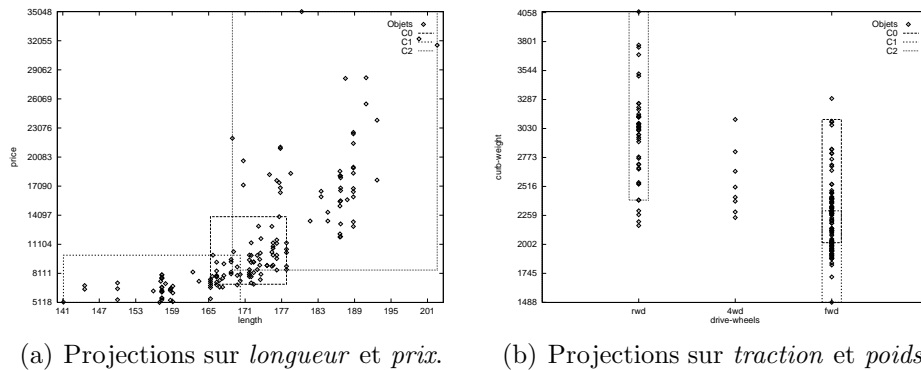 35048
32055
29062
26069
23076
20083
17090
14097
11104
8111
5118
price
141 147 153 159 165 171 177 183 189 195 201
length
Objets
C0
C1
C2
(a) Projections sur longueur et prix.
4058
3801
3544
3287
3030
2773
2516
2259
2002
1745
1488
curb-weight
rwd 4wd fwd
drive-wheels
Objets
C0
C1
C2
(b) Projections sur traction et poids